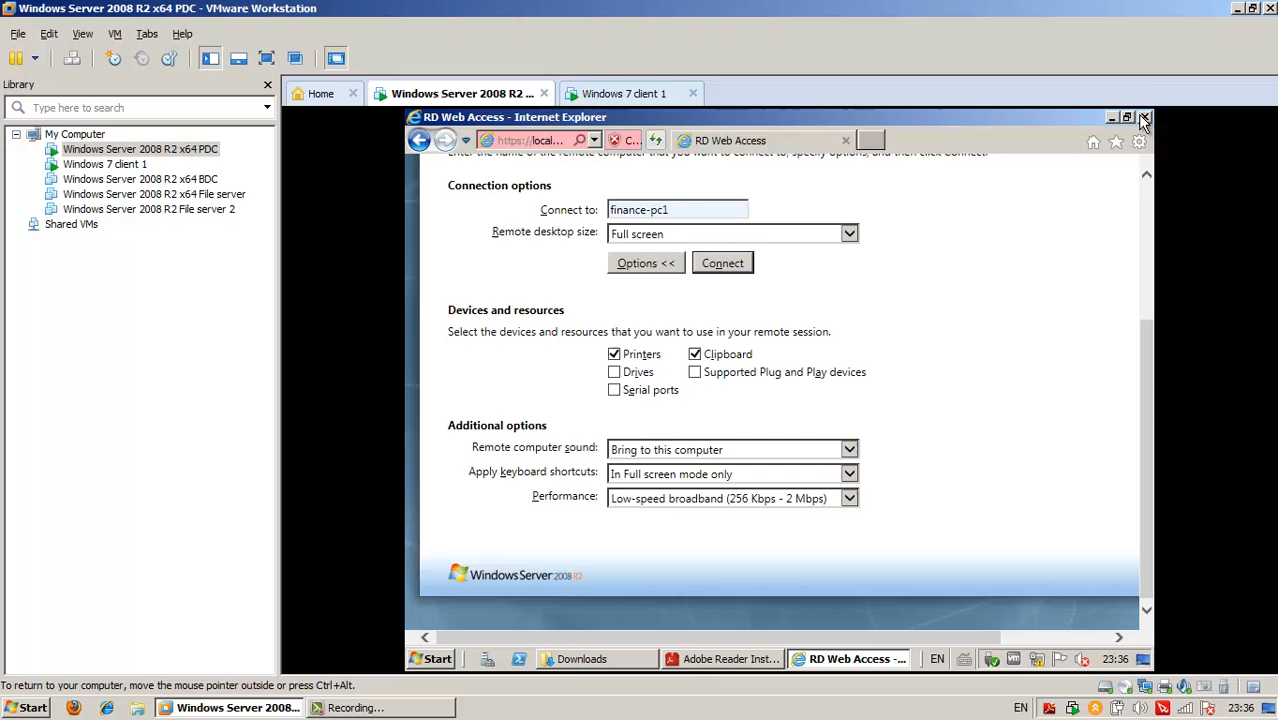 Windows Server 2008 R2 x64 PDC - VMware Workstation
File Edit View VM Tabs Help
Library
Type here to search
My Computer
Windows Server 2008 R2 x64 PDC
Windows 7 client 1
Windows Server 2008 R2 x64 BDC
Windows Server 2008 R2 x64 File server
Windows Server 2008 R2 File server 2
Shared VMs
Home
Windows Server 2008 R2 ...
Windows 7 client 1
RD Web Access - Internet Explorer
https://local...
C...
RD Web Access
Connection options
Connect to: finance-pc1
Remote desktop size: Full screen
Options << Connect
Devices and resources
Select the devices and resources that you want to use in your remote session.
Printers Clipboard
Drives Supported Plug and Play devices
Serial ports
Additional options
Remote computer sound: Bring to this computer
Apply keyboard shortcuts: In Full screen mode only
Performance: Low-speed broadband (256 Kbps - 2 Mbps)
Windows Server 2008 R2
Start Downloads Adobe Reader Inst... RD Web Access -... EN 23:36
To return to your computer, move the mouse pointer outside or press Ctrl+Alt.
Start Windows Server 2008... Recording... EN 23:36